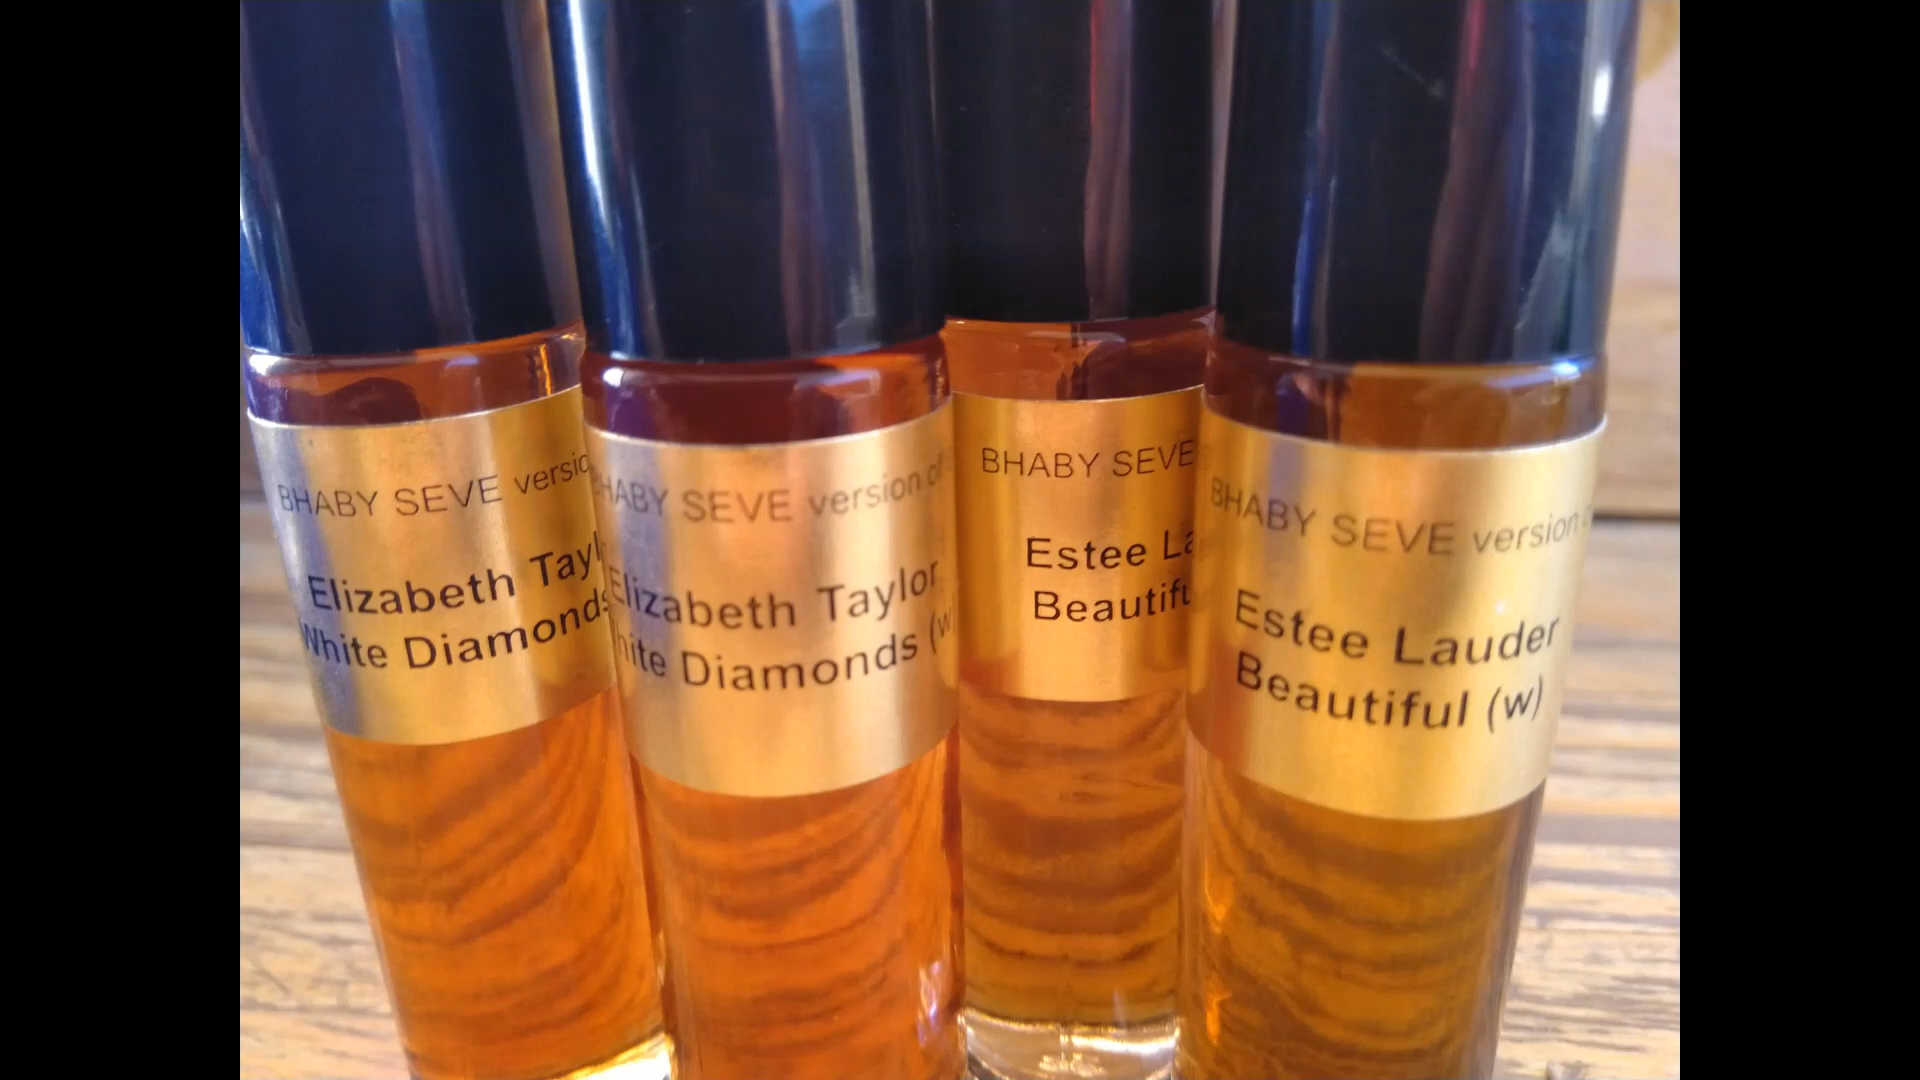 BHABY SEVE versio
Elizabeth Tayl
White Diamonds
BHABY SEVE version of
Elizabeth Taylor
hite Diamonds (w)
BHABY SEVE
Estee La
Beautifu
BHABY SEVE version
Estee Lauder
Beautiful (w)